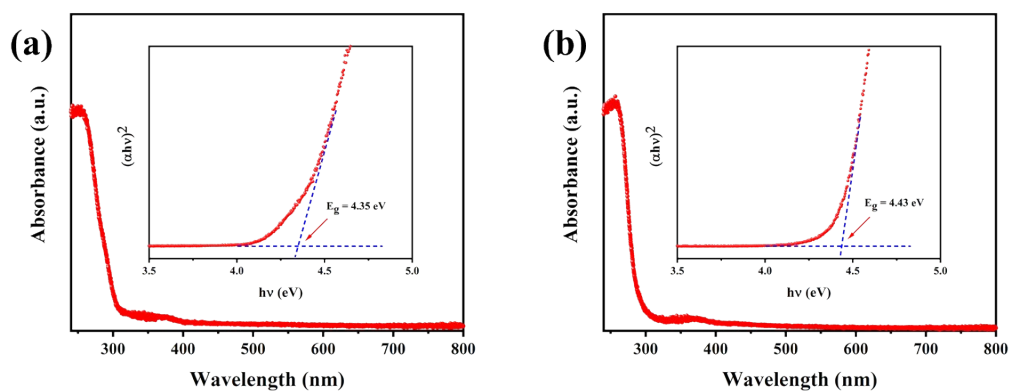 (a)
Absorbance (a.u.)
(αhν)2
Eg = 4.35 eV
3.5 4.0 4.5 5.0
hν (eV)
300 400 500 600 700 800
Wavelength (nm)
(b)
Absorbance (a.u.)
(αhν)2
Eg = 4.43 eV
3.5 4.0 4.5 5.0
hν (eV)
300 400 500 600 700 800
Wavelength (nm)